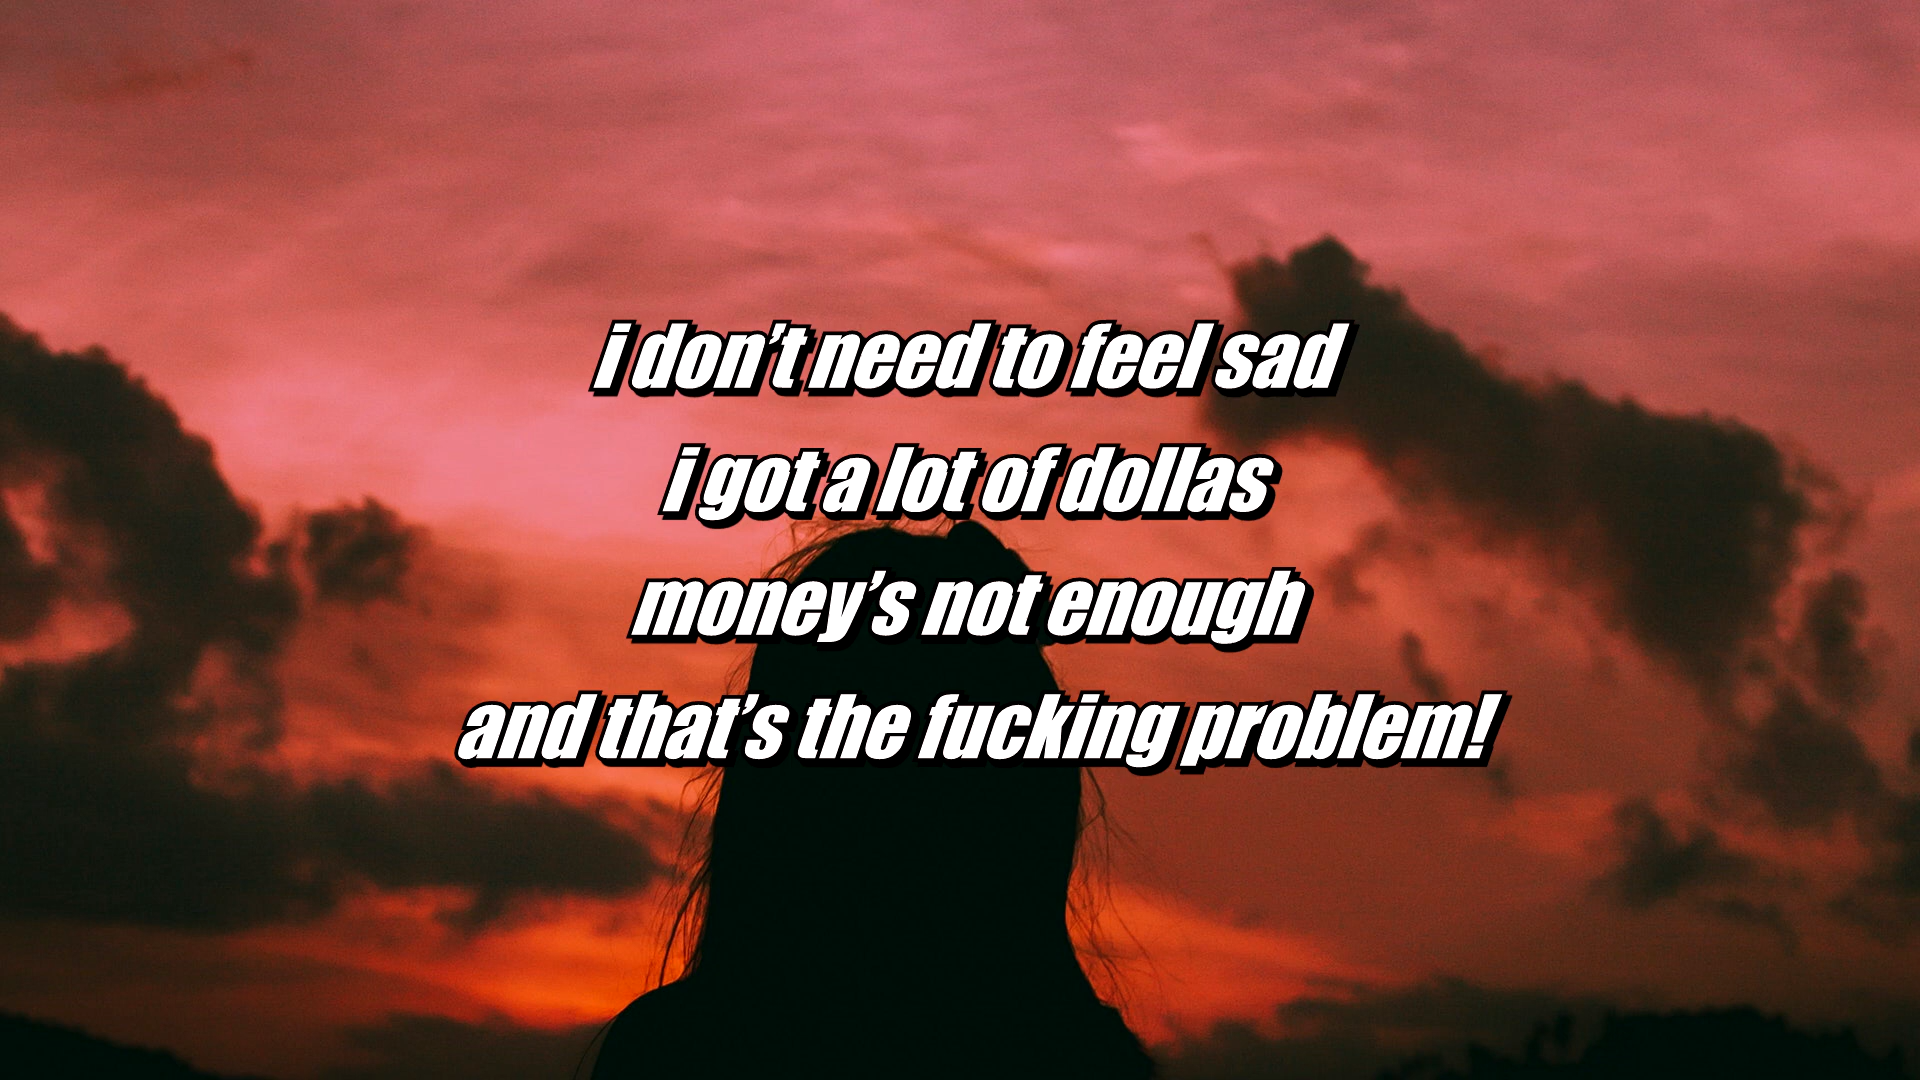 i don’t need to feel sad
i got a lot of dollas
money’s not enough
and that’s the fucking problem!